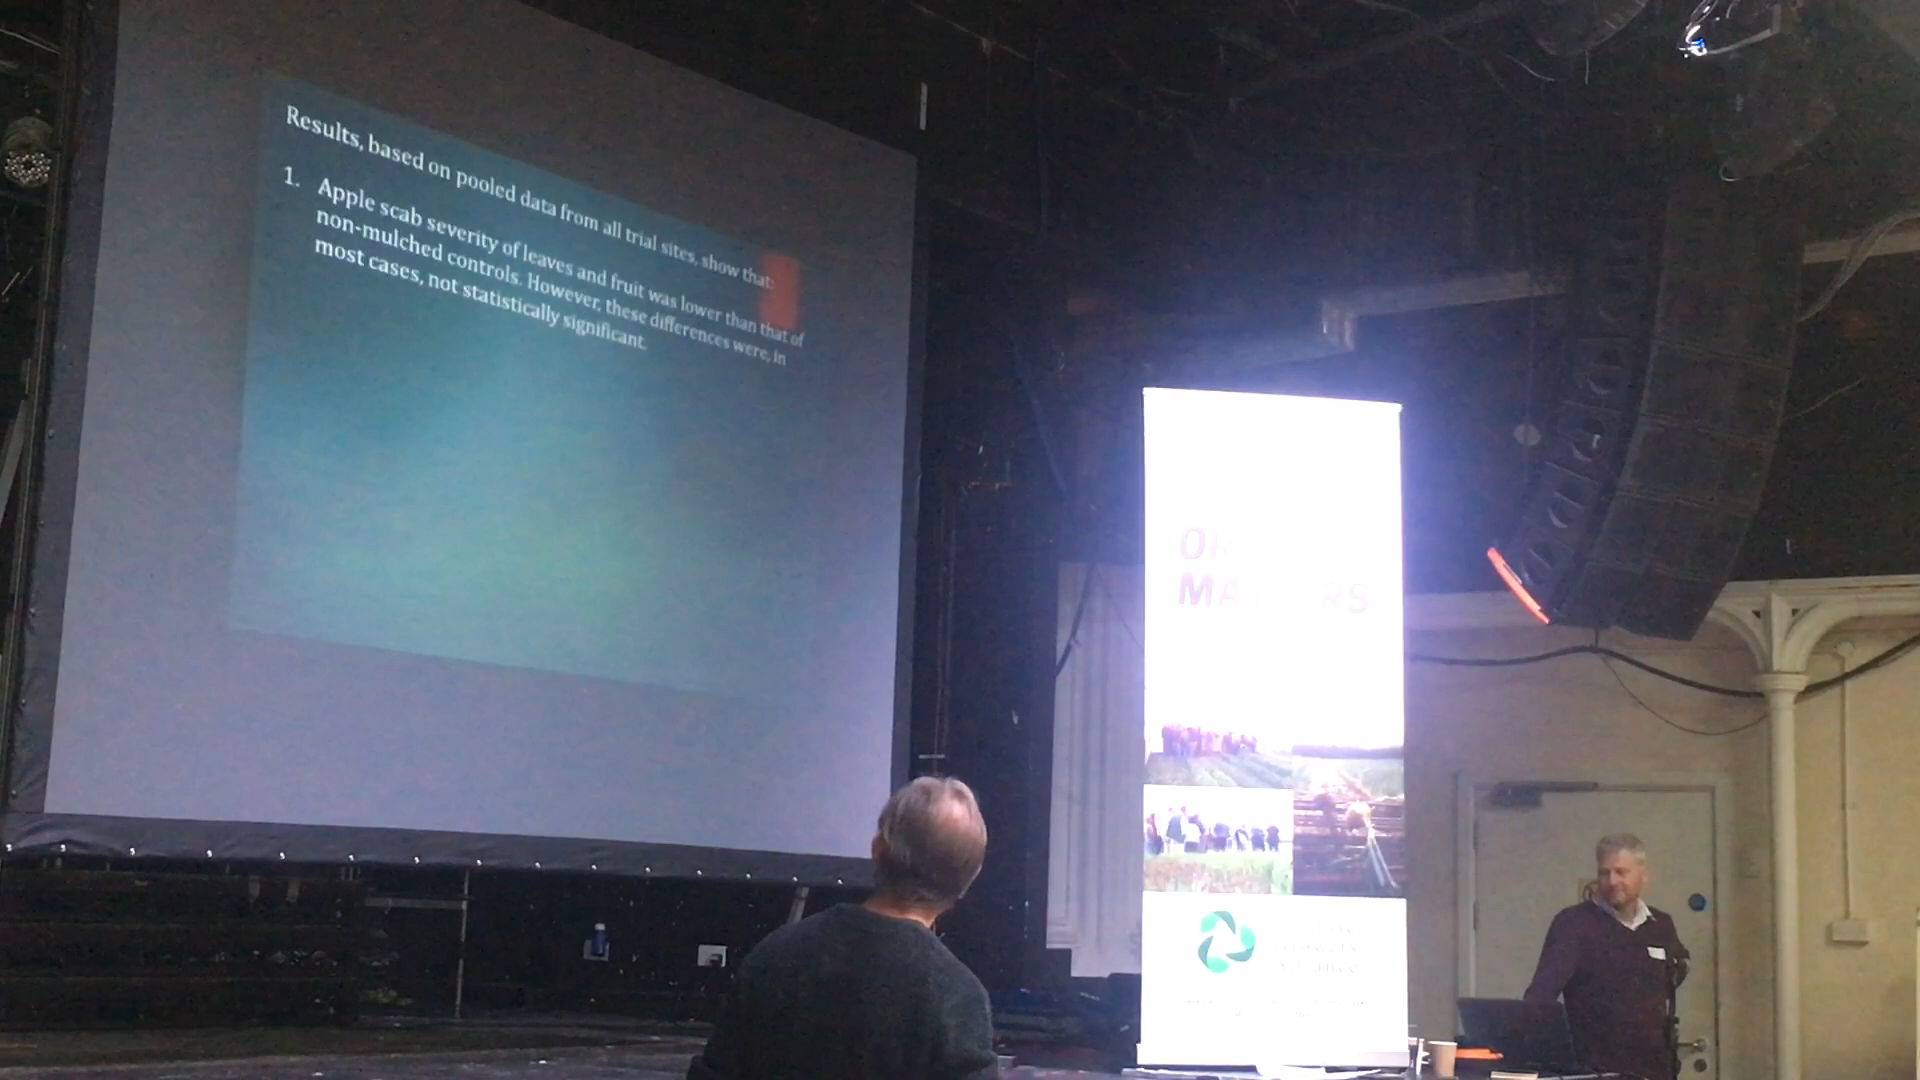 Results, based on pooled data from all trial sites, show that:
1. Apple scab severity of leaves and fruit was lower than that of
non-mulched controls. However, these differences were, in
most cases, not statistically significant.